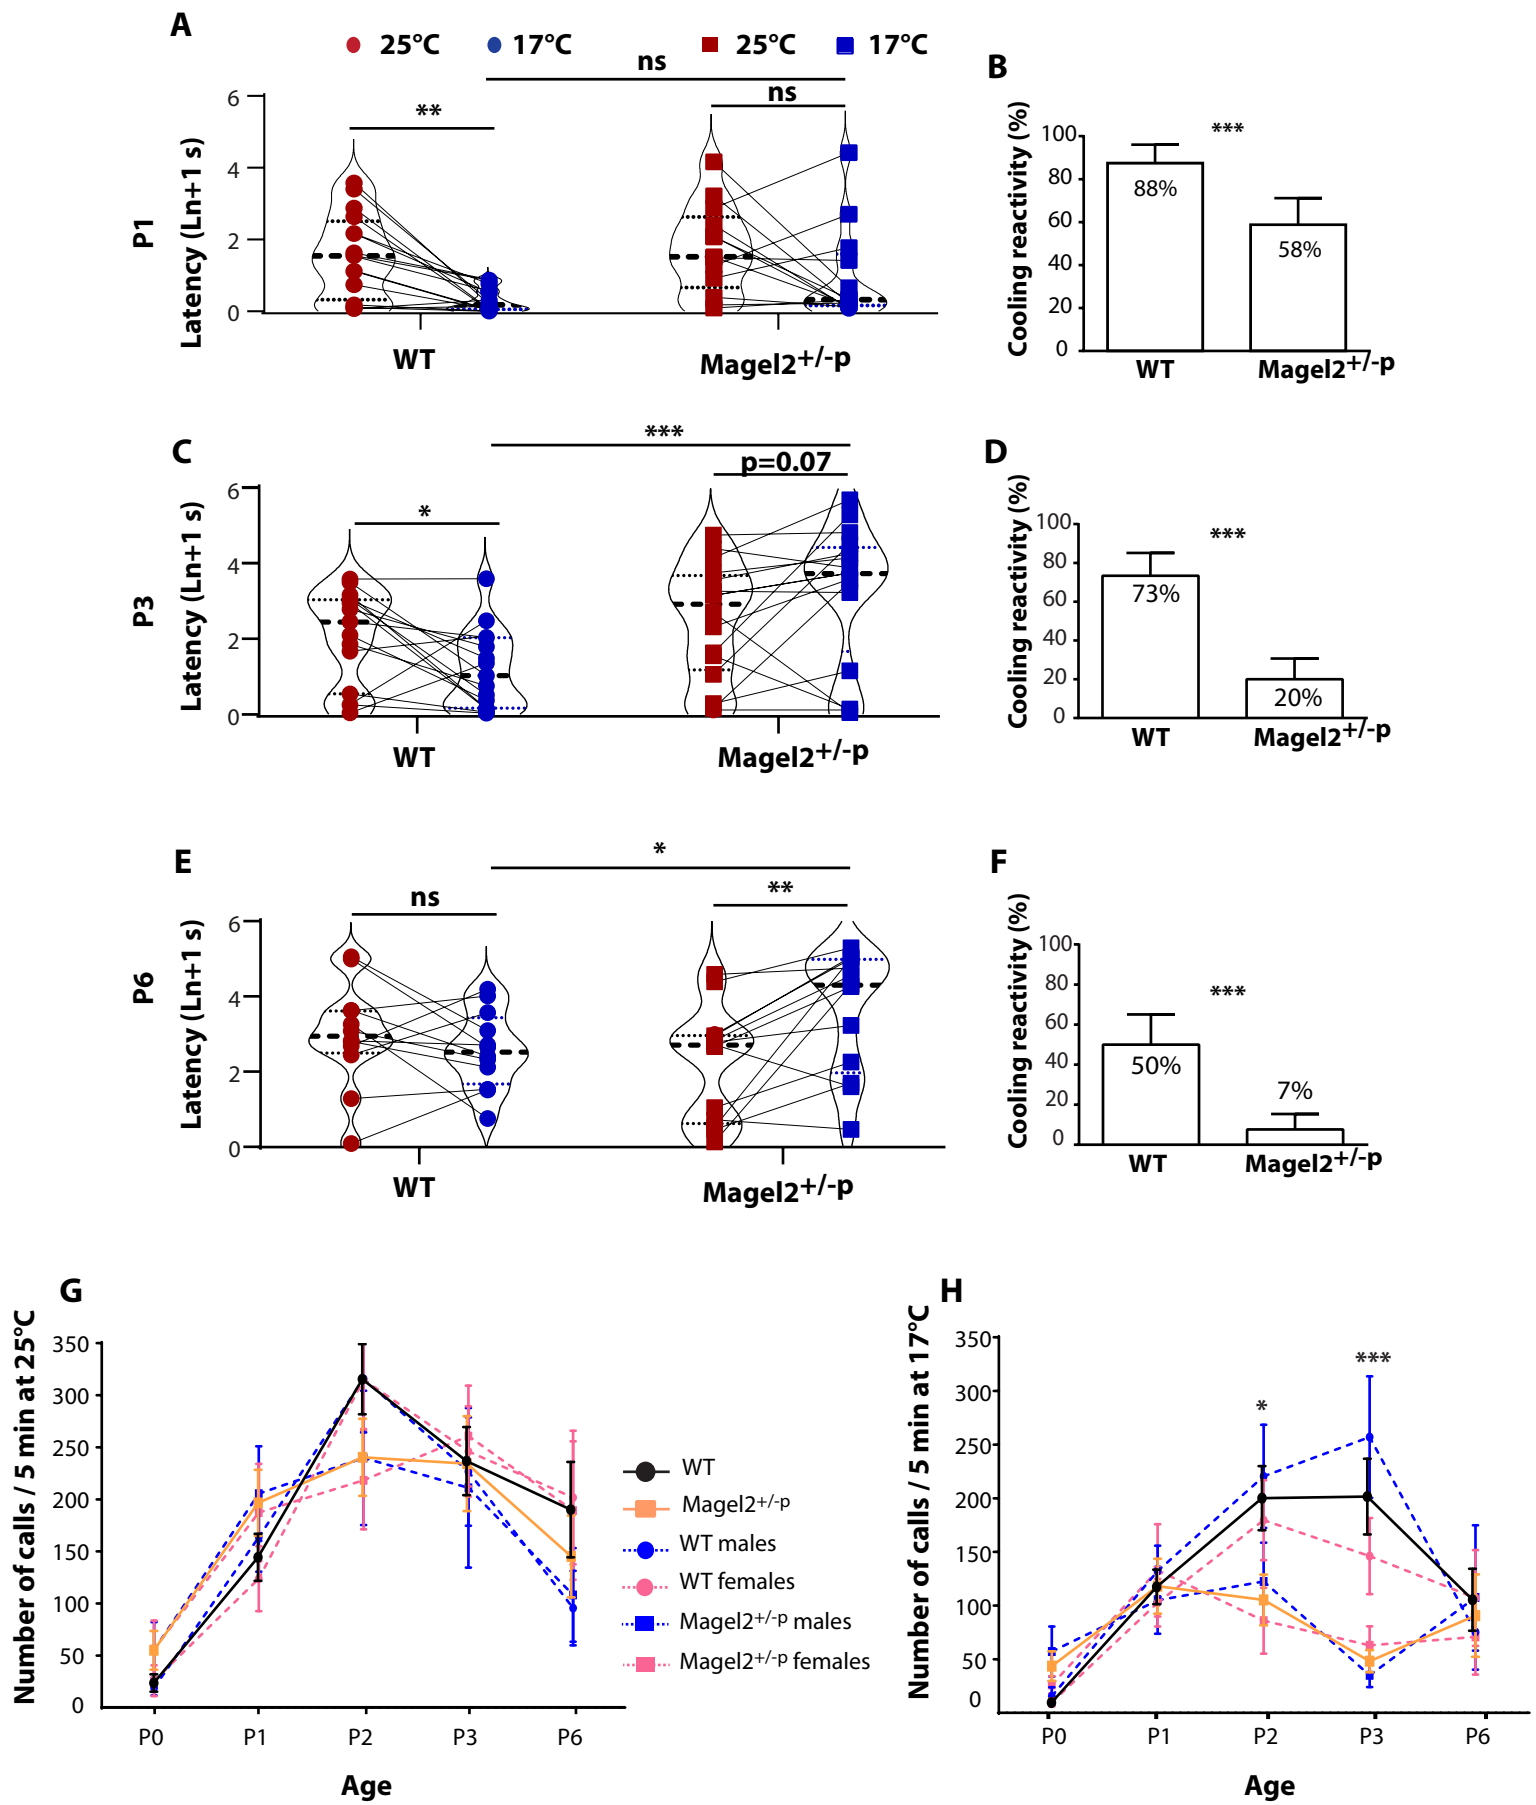 A
25°C 17°C 25°C 17°C
ns
ns
**
P1
Latency (Ln+1 s)
6
4
2
0
WT
Magel2+/-p
B
Cooling reactivity (%)
100
80
60
40
20
0
***
88%
58%
WT
Magel2+/-p
C
***
p=0.07
*
P3
Latency (Ln+1 s)
6
4
2
0
WT
Magel2+/-p
D
Cooling reactivity (%)
100
80
60
40
20
0
***
73%
20%
WT
Magel2+/-p
E
*
**
ns
P6
Latency (Ln+1 s)
6
4
2
0
WT
Magel2+/-p
F
Cooling reactivity (%)
100
80
60
40
20
0
***
50%
7%
WT
Magel2+/-p
G
Number of calls / 5 min at 25°C
350
300
250
200
150
100
50
0
P0 P1 P2 P3 P6
Age
WT
Magel2+/-p
WT males
WT females
Magel2+/-p males
Magel2+/-p females
H
Number of calls / 5 min at 17°C
350
300
250
200
150
100
50
0
*
***
P0 P1 P2 P3 P6
Age